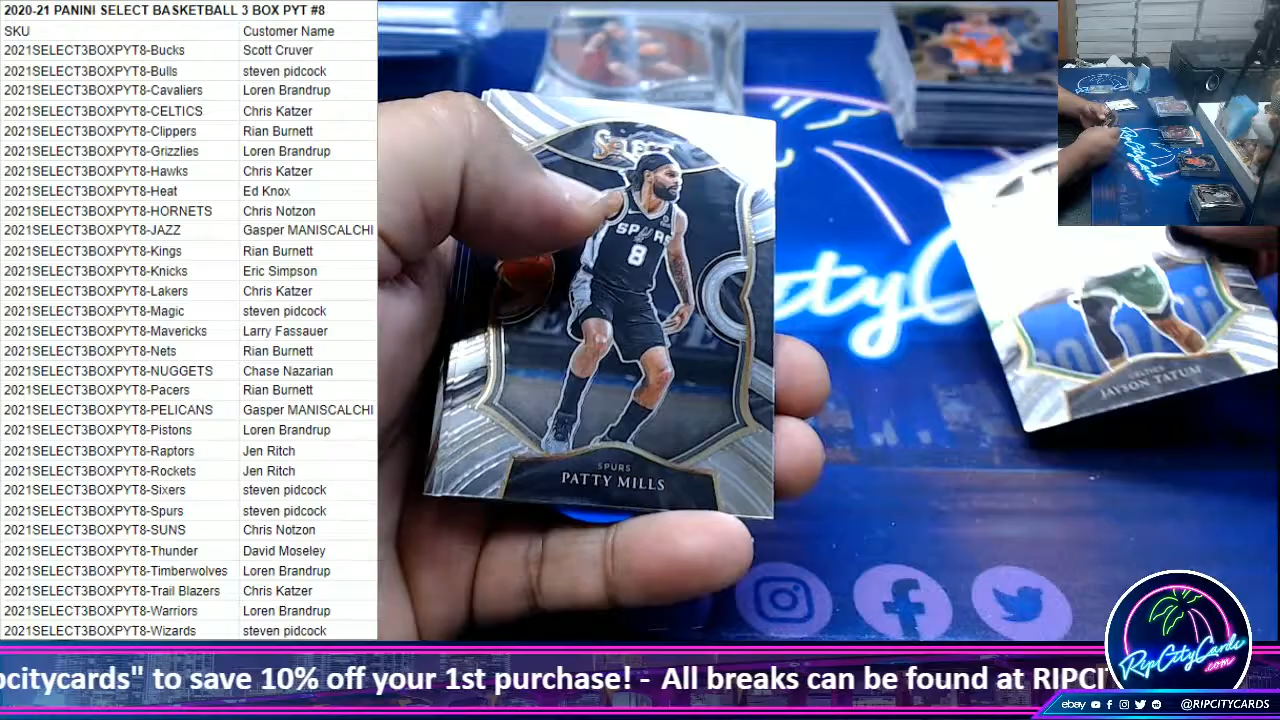 2020-21 PANINI SELECT BASKETBALL 3 BOX PYT #8
SKU Customer Name
2021SELECT3BOXPYT8-Bucks Scott Cruver
2021SELECT3BOXPYT8-Bulls steven pidcock
2021SELECT3BOXPYT8-Cavaliers Loren Brandrup
2021SELECT3BOXPYT8-CELTICS Chris Katzer
2021SELECT3BOXPYT8-Clippers Rian Burnett
2021SELECT3BOXPYT8-Grizzlies Loren Brandrup
2021SELECT3BOXPYT8-Hawks Chris Katzer
2021SELECT3BOXPYT8-Heat Ed Knox
2021SELECT3BOXPYT8-HORNETS Chris Notzon
2021SELECT3BOXPYT8-JAZZ Gasper MANISCALCHI
2021SELECT3BOXPYT8-Kings Rian Burnett
2021SELECT3BOXPYT8-Knicks Eric Simpson
2021SELECT3BOXPYT8-Lakers Chris Katzer
2021SELECT3BOXPYT8-Magic steven pidcock
2021SELECT3BOXPYT8-Mavericks Larry Fassauer
2021SELECT3BOXPYT8-Nets Rian Burnett
2021SELECT3BOXPYT8-NUGGETS Chase Nazarian
2021SELECT3BOXPYT8-Pacers Rian Burnett
2021SELECT3BOXPYT8-PELICANS Gasper MANISCALCHI
2021SELECT3BOXPYT8-Pistons Loren Brandrup
2021SELECT3BOXPYT8-Raptors Jen Ritch
2021SELECT3BOXPYT8-Rockets Jen Ritch
2021SELECT3BOXPYT8-Sixers steven pidcock
2021SELECT3BOXPYT8-Spurs steven pidcock
2021SELECT3BOXPYT8-SUNS Chris Notzon
2021SELECT3BOXPYT8-Thunder David Moseley
2021SELECT3BOXPYT8-Timberwolves Loren Brandrup
2021SELECT3BOXPYT8-Trail Blazers Chris Katzer
2021SELECT3BOXPYT8-Warriors Loren Brandrup
2021SELECT3BOXPYT8-Wizards steven pidcock
SELECT
SPURS
8
SPURS
PATTY MILLS
CELTICS
JAYSON TATUM
ocitycards" to save 10% off your 1st purchase! - All breaks can be found at RIPCI
RipCityCards
.com
ebay @RIPCITYCARDS